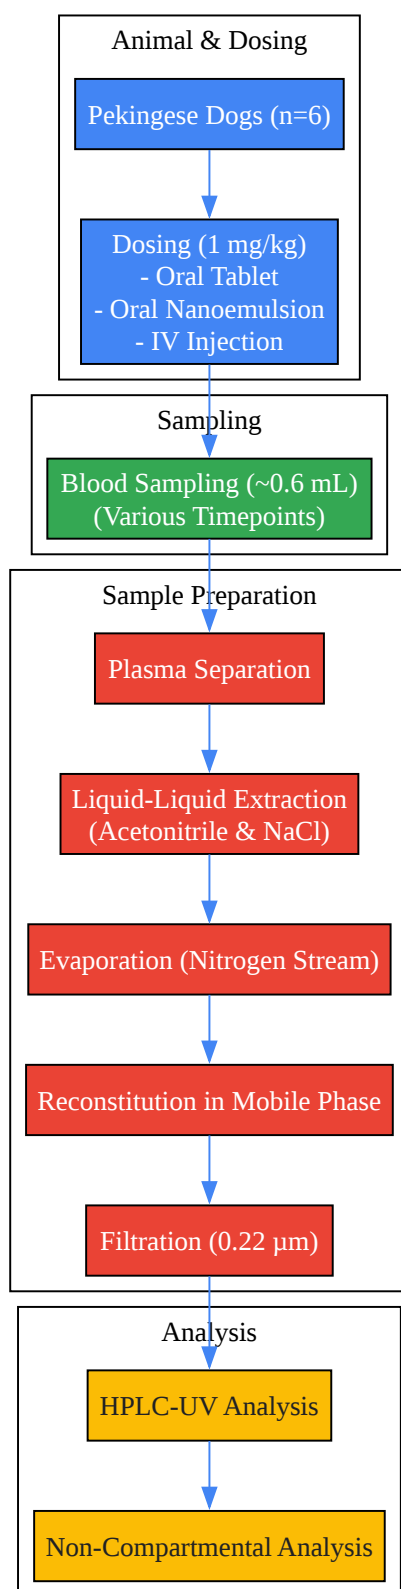 Animal & Dosing
Pekingese Dogs (n=6)
Dosing (1 mg/kg)
- Oral Tablet
- Oral Nanoemulsion
- IV Injection
Sampling
Blood Sampling (~0.6 mL)
(Various Timepoints)
Sample Preparation
Plasma Separation
Liquid-Liquid Extraction
(Acetonitrile & NaCl)
Evaporation (Nitrogen Stream)
Reconstitution in Mobile Phase
Filtration (0.22 µm)
Analysis
HPLC-UV Analysis
Non-Compartmental Analysis